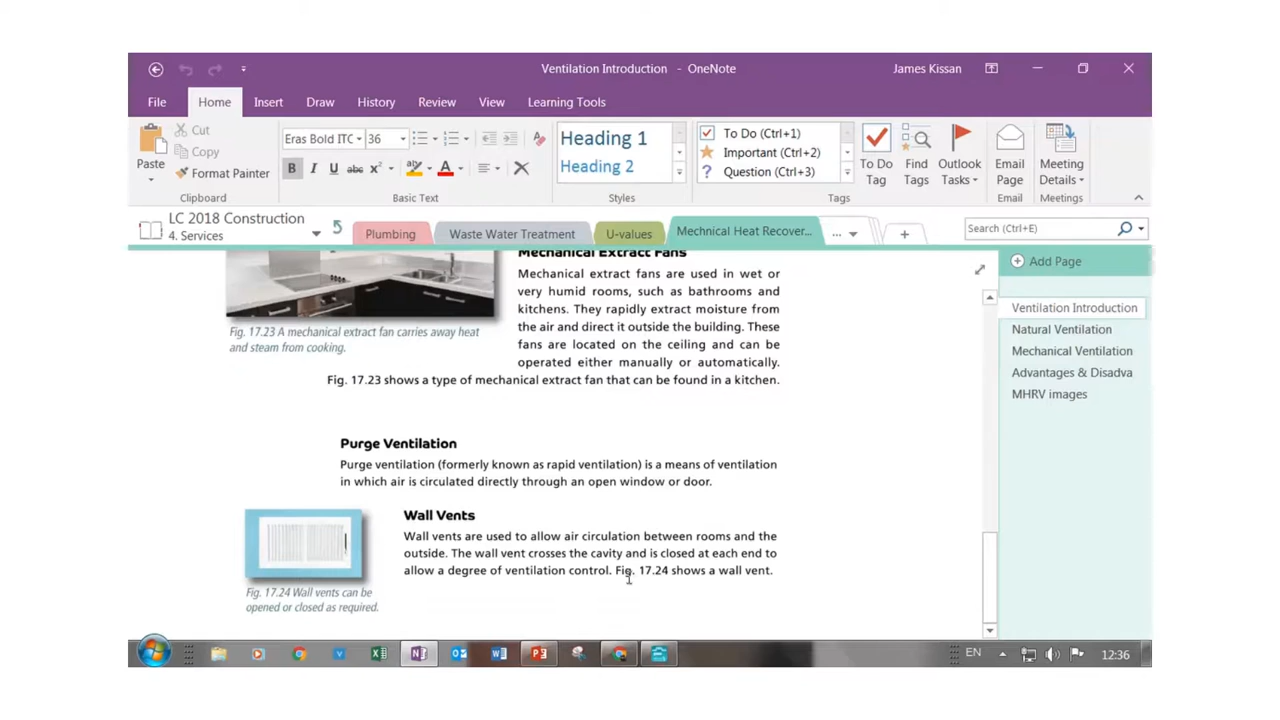 Ventilation Introduction - OneNote
James Kissan
File Home Insert Draw History Review View Learning Tools
Paste
Cut
Copy
Format Painter
Clipboard
Eras Bold ITC 36
B I U abc x²
Basic Text
Heading 1
Heading 2
Styles
To Do (Ctrl+1)
Important (Ctrl+2)
Question (Ctrl+3)
To Do Tag
Find Tags
Outlook Tasks
Tags
Email Page
Email
Meeting Details
Meetings
LC 2018 Construction
4. Services
Plumbing
Waste Water Treatment
U-values
Mechnical Heat Recover...
...
Search (Ctrl+E)
Add Page
Ventilation Introduction
Natural Ventilation
Mechanical Ventilation
Advantages & Disadva
MHRV images
Mechanical Extract Fans
Mechanical extract fans are used in wet or
very humid rooms, such as bathrooms and
kitchens. They rapidly extract moisture from
the air and direct it outside the building. These
fans are located on the ceiling and can be
operated either manually or automatically.
Fig. 17.23 shows a type of mechanical extract fan that can be found in a kitchen.
Fig. 17.23 A mechanical extract fan carries away heat
and steam from cooking.
Purge Ventilation
Purge ventilation (formerly known as rapid ventilation) is a means of ventilation
in which air is circulated directly through an open window or door.
Wall Vents
Wall vents are used to allow air circulation between rooms and the
outside. The wall vent crosses the cavity and is closed at each end to
allow a degree of ventilation control. Fig. 17.24 shows a wall vent.
Fig. 17.24 Wall vents can be
opened or closed as required.
EN
12:36